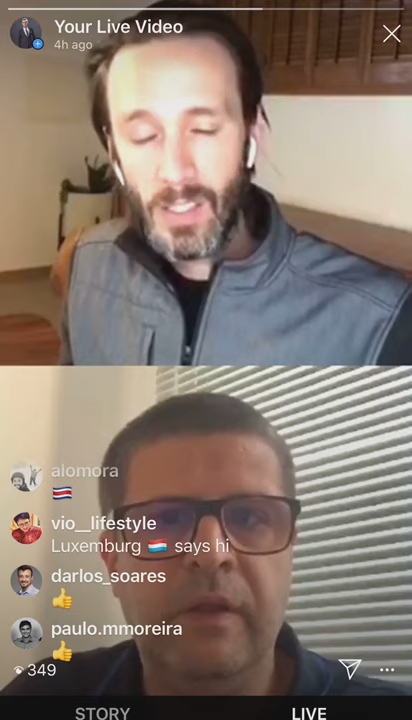 Your Live Video
4h ago
alomora
🇨🇷
vio__lifestyle
Luxemburg 🇱🇺 says hi
darlos_soares
👍
paulo.mmoreira
👍
349
STORY LIVE